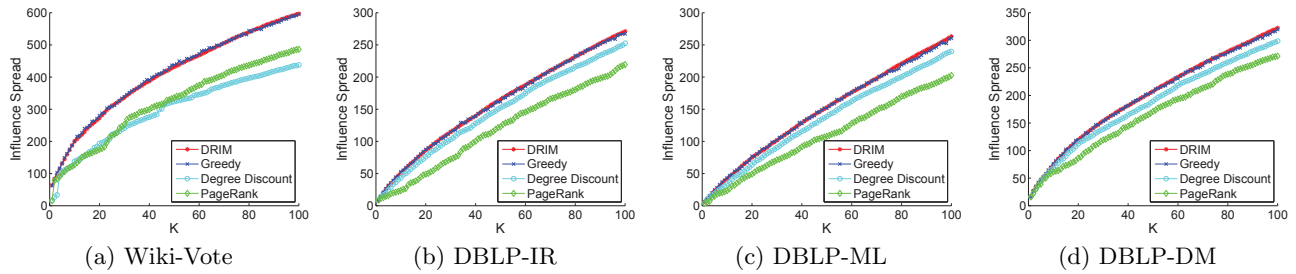 600
500
400
300
200
100
0
Influence Spread
0 20 40 60 80 100
K
DRIM
Greedy
Degree Discount
PageRank
(a) Wiki-Vote
300
250
200
150
100
50
0
Influence Spread
0 20 40 60 80 100
K
DRIM
Greedy
Degree Discount
PageRank
(b) DBLP-IR
300
250
200
150
100
50
0
Influence Spread
0 20 40 60 80 100
K
DRIM
Greedy
Degree Discount
PageRank
(c) DBLP-ML
350
300
250
200
150
100
50
0
Influence Spread
0 20 40 60 80 100
K
DRIM
Greedy
Degree Discount
PageRank
(d) DBLP-DM